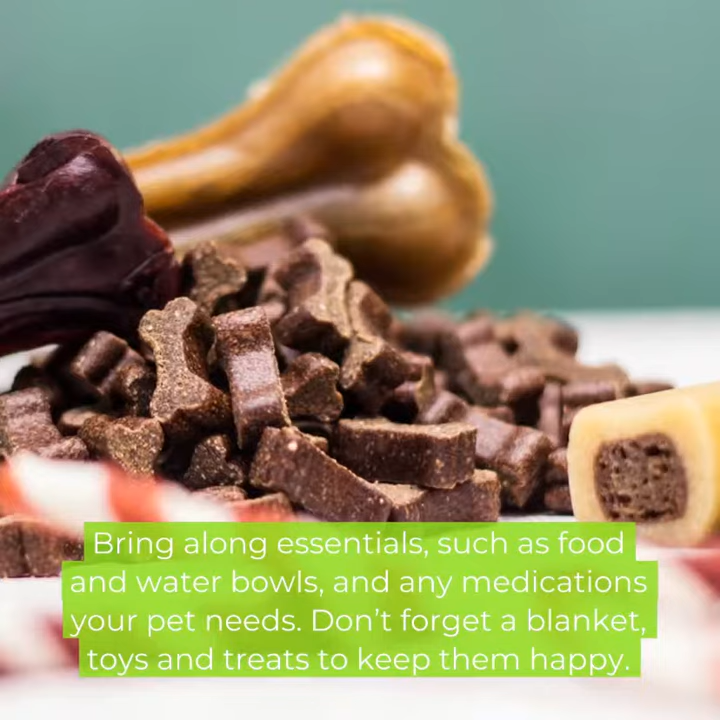 Bring along essentials, such as food
and water bowls, and any medications
your pet needs. Don’t forget a blanket,
toys and treats to keep them happy.